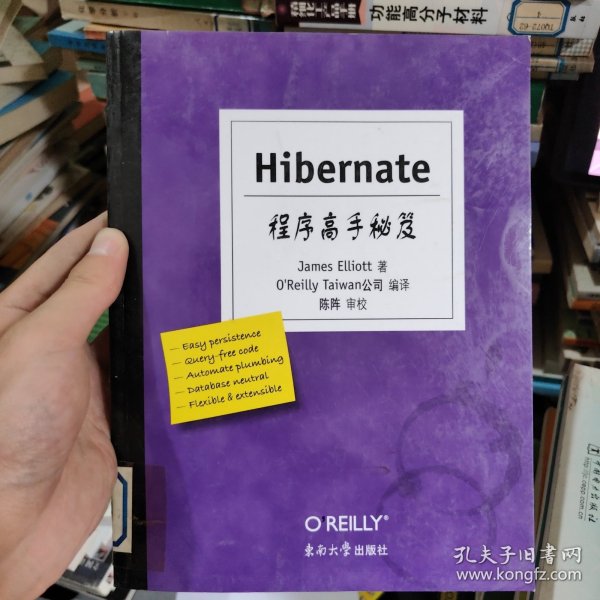 功能高分子材料
TQ072-62
Hibernate
程序高手秘笈
James Elliott 著
O'Reilly Taiwan公司 编译
陈阵 审校
— Easy persistence
— Query-free code
— Automate plumbing
— Database neutral
— Flexible & extensible
O'REILLY®
东南大学出版社
孔夫子旧书网
www.kongfz.com